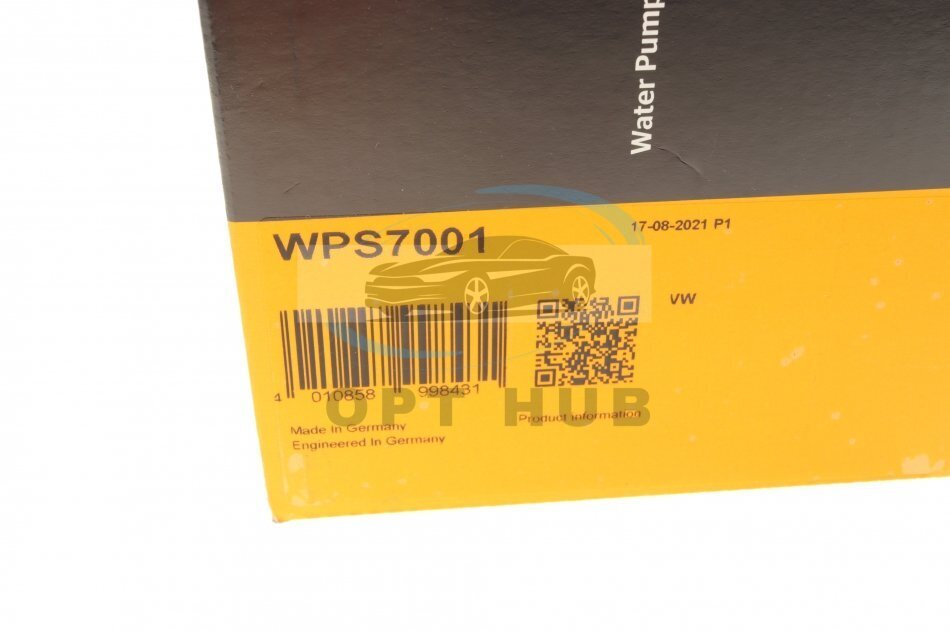 Water Pump
WPS7001
17-08-2021 P1
VW
4 010858 998431
OPT HUB
Product Information
Made In Germany
Engineered In Germany